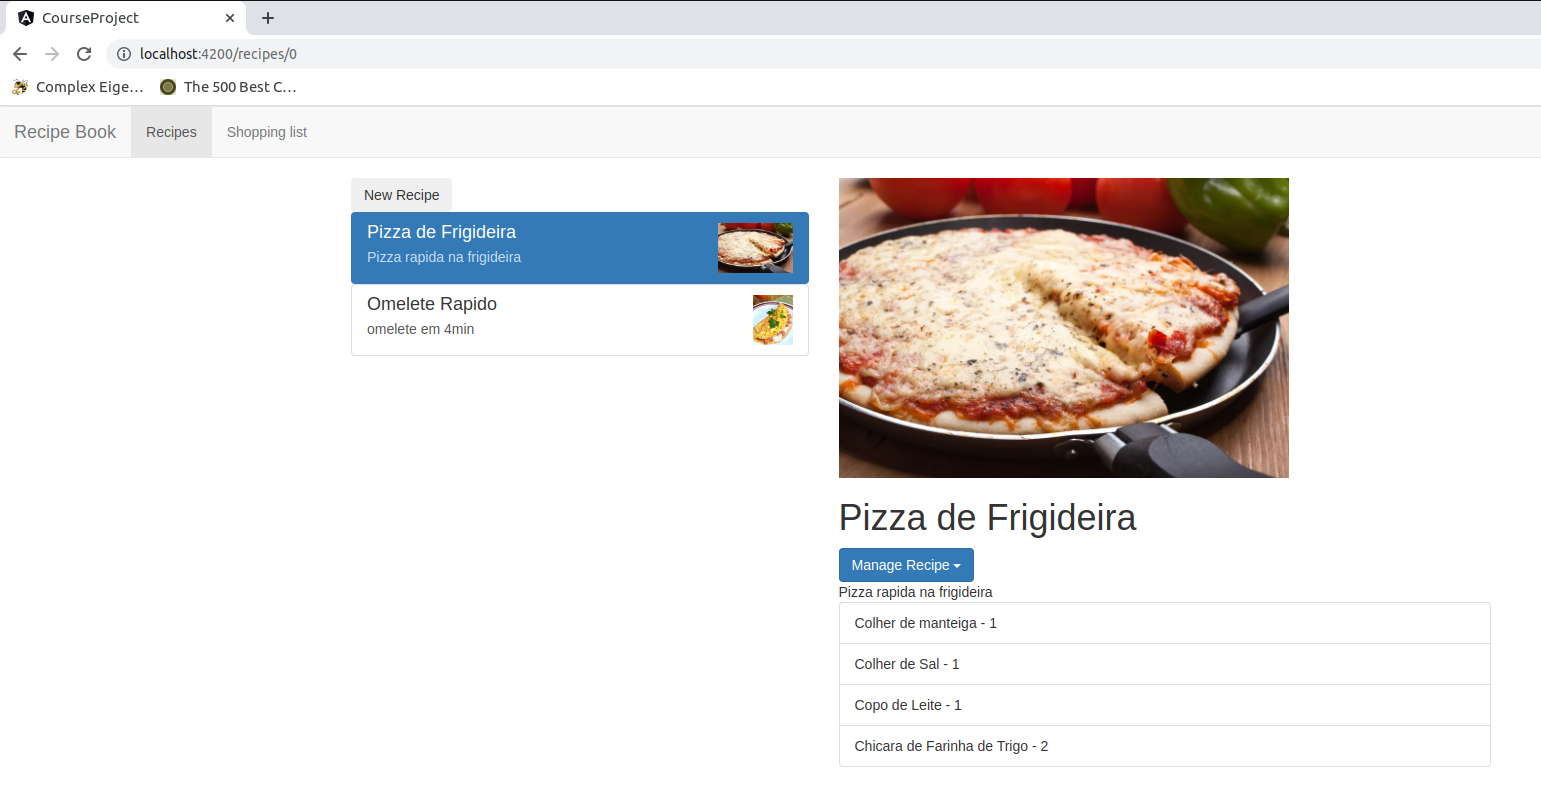 CourseProject
localhost:4200/recipes/0
Complex Eige...
The 500 Best C...
Recipe Book
Recipes
Shopping list
New Recipe
Pizza de Frigideira
Pizza rapida na frigideira
Omelete Rapido
omelete em 4min
Pizza de Frigideira
Manage Recipe
Pizza rapida na frigideira
Colher de manteiga - 1
Colher de Sal - 1
Copo de Leite - 1
Chicara de Farinha de Trigo - 2